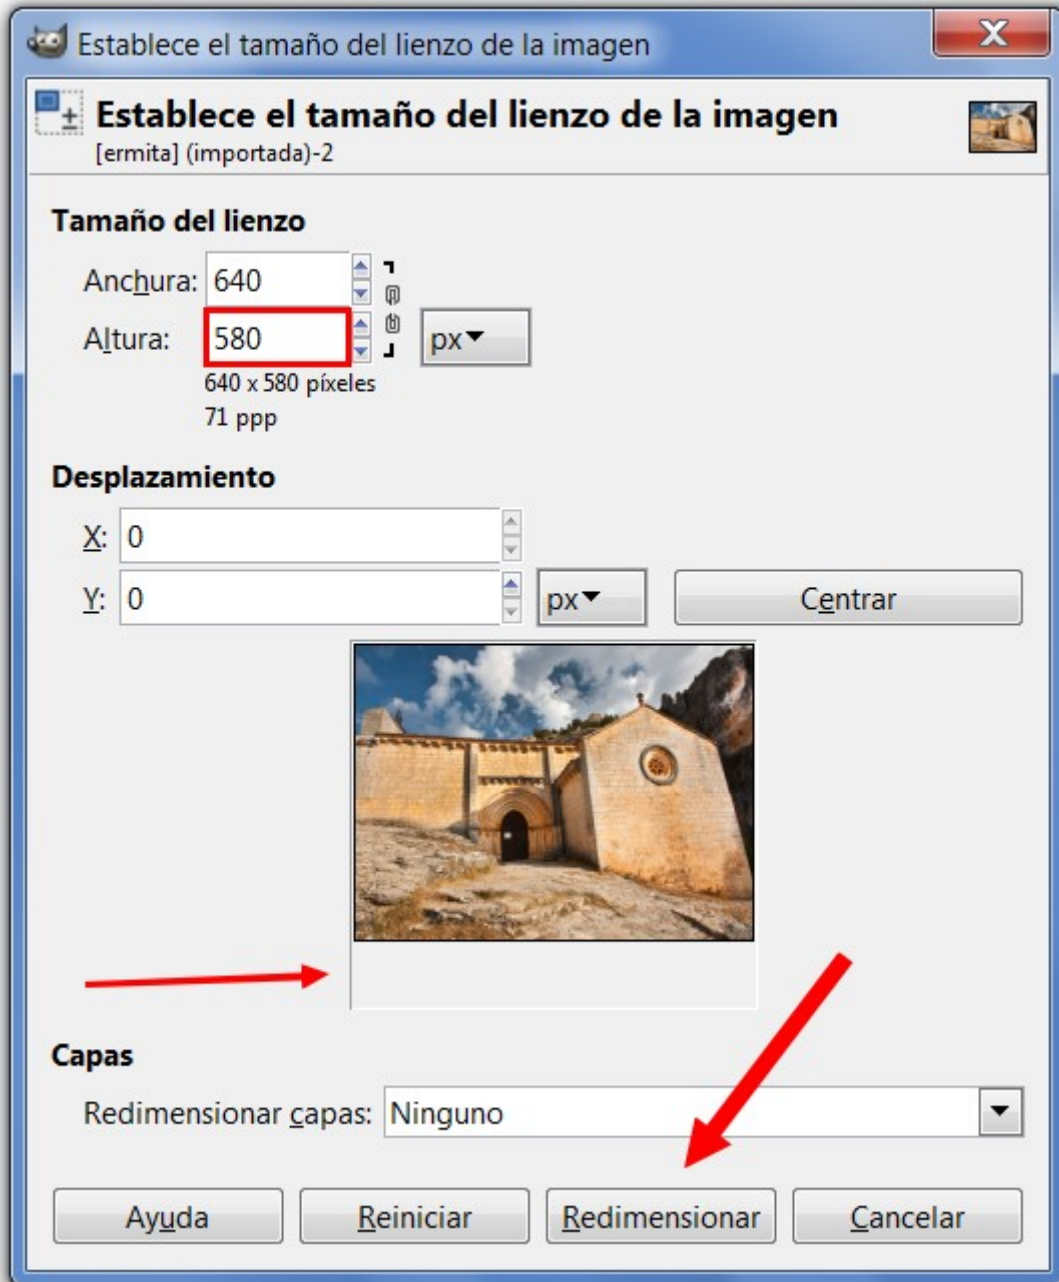 Establece el tamaño del lienzo de la imagen
Establece el tamaño del lienzo de la imagen
[ermita] (importada)-2
Tamaño del lienzo
Anchura: 640
Altura: 580 px
640 x 580 píxeles
71 ppp
Desplazamiento
X: 0
Y: 0 px Centrar
Capas
Redimensionar capas: Ninguno
Ayuda Reiniciar Redimensionar Cancelar